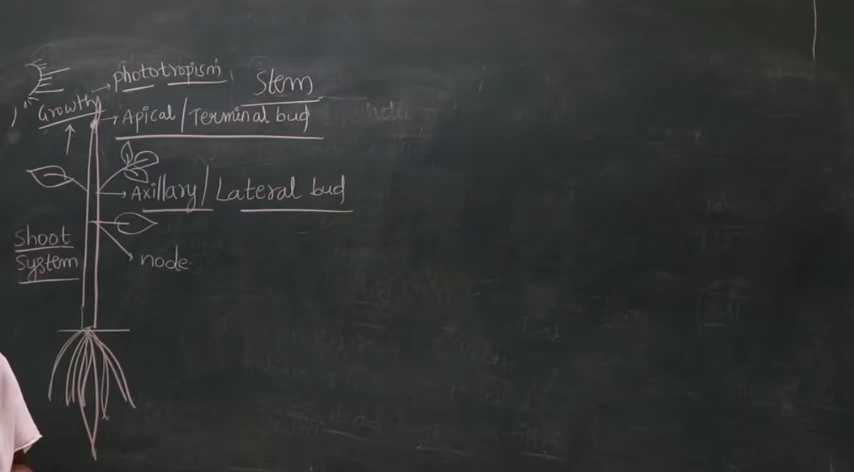 phototropism
Stem
Growth
Apical/Terminal bud
Axillary/Lateral bud
Shoot
System
node